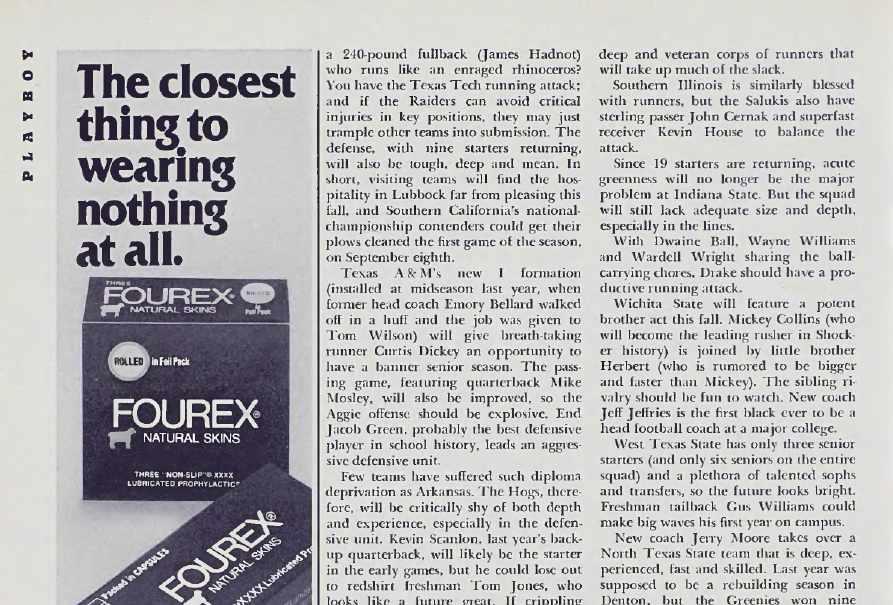 PLAYBOY
The closest
thing to
wearing
nothing
at all.
THREE
FOUREX®
NATURAL SKINS
ROLLED
in
Foil Pack
ROLLED in Foil Pack
FOUREX®
NATURAL SKINS
THREE "NON-SLIP"® XXXX
LUBRICATED PROPHYLACTICS
Packed in CAPSULES
FOUREX®
NATURAL SKINS
XXXX Lubricated Pr
a 240-pound fullback (James Hadnot)
who runs like an enraged rhinoceros?
You have the Texas Tech running attack;
and if the Raiders can avoid critical
injuries in key positions, they may just
trample other teams into submission. The
defense, with nine starters returning,
will also be tough, deep and mean. In
short, visiting teams will find the hos-
pitality in Lubbock far from pleasing this
fall, and Southern California's national-
championship contenders could get their
plows cleaned the first game of the season,
on September eighth.
Texas A&M's new I formation
(installed at midseason last year, when
former head coach Emory Bellard walked
off in a huff and the job was given to
Tom Wilson) will give breath-taking
runner Curtis Dickey an opportunity to
have a banner senior season. The pass-
ing game, featuring quarterback Mike
Mosley, will also be improved, so the
Aggie offense should be explosive. End
Jacob Green, probably the best defensive
player in school history, leads an aggres-
sive defensive unit.
Few teams have suffered such diploma
deprivation as Arkansas. The Hogs, there-
fore, will be critically shy of both depth
and experience, especially in the defen-
sive unit. Kevin Scanlon, last year's back-
up quarterback, will likely be the starter
in the early games, but he could lose out
to redshirt freshman Tom Jones, who
looks like a future great. If crippling
deep and veteran corps of runners that
will take up much of the slack.
Southern Illinois is similarly blessed
with runners, but the Salukis also have
sterling passer John Cernak and superfast
receiver Kevin House to balance the
attack.
Since 19 starters are returning, acute
greenness will no longer be the major
problem at Indiana State. But the squad
will still lack adequate size and depth,
especially in the lines.
With Dwaine Ball, Wayne Williams
and Wardell Wright sharing the ball-
carrying chores, Drake should have a pro-
ductive running attack.
Wichita State will feature a potent
brother act this fall. Mickey Collins (who
will become the leading rusher in Shock-
er history) is joined by little brother
Herbert (who is rumored to be bigger
and faster than Mickey). The sibling ri-
valry should be fun to watch. New coach
Jeff Jeffries is the first black ever to be a
head football coach at a major college.
West Texas State has only three senior
starters (and only six seniors on the entire
squad) and a plethora of talented sophs
and transfers, so the future looks bright.
Freshman tailback Gus Williams could
make big waves his first year on campus.
New coach Jerry Moore takes over a
North Texas State team that is deep, ex-
perienced, fast and skilled. Last year was
supposed to be a rebuilding season in
Denton, but the Greenies won nine